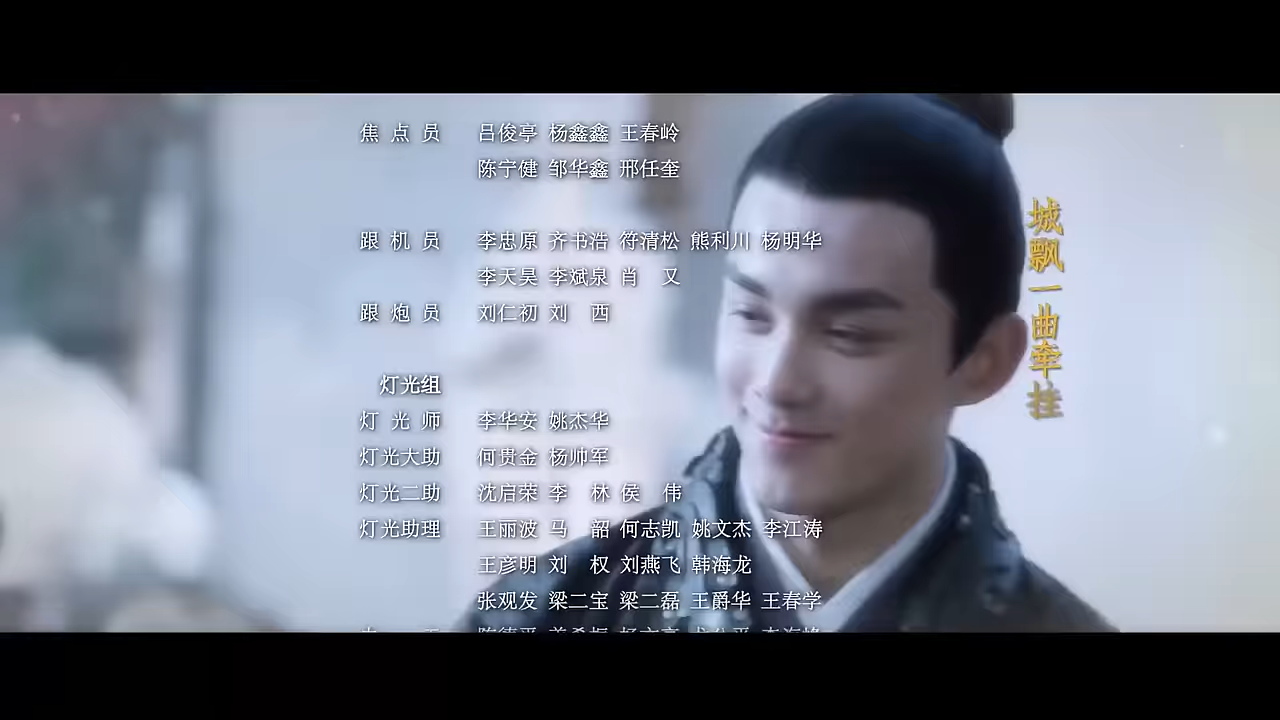 焦点员 吕俊亭 杨鑫鑫 王春岭
陈宁健 邹华鑫 邢任奎
跟机员 李忠原 齐书浩 符清松 熊利川 杨明华
李天昊 李斌泉 肖又
跟炮员 刘仁初 刘西
灯光组
灯光师 李华安 姚杰华
灯光大助 何贵金 杨帅军
灯光二助 沈启荣 李林 侯伟
灯光助理 王丽波 马韶 何志凯 姚文杰 李江涛
王彦明 刘权 刘燕飞 韩海龙
张观发 梁二宝 梁二磊 王爵华 王春学
城飘一曲牵挂